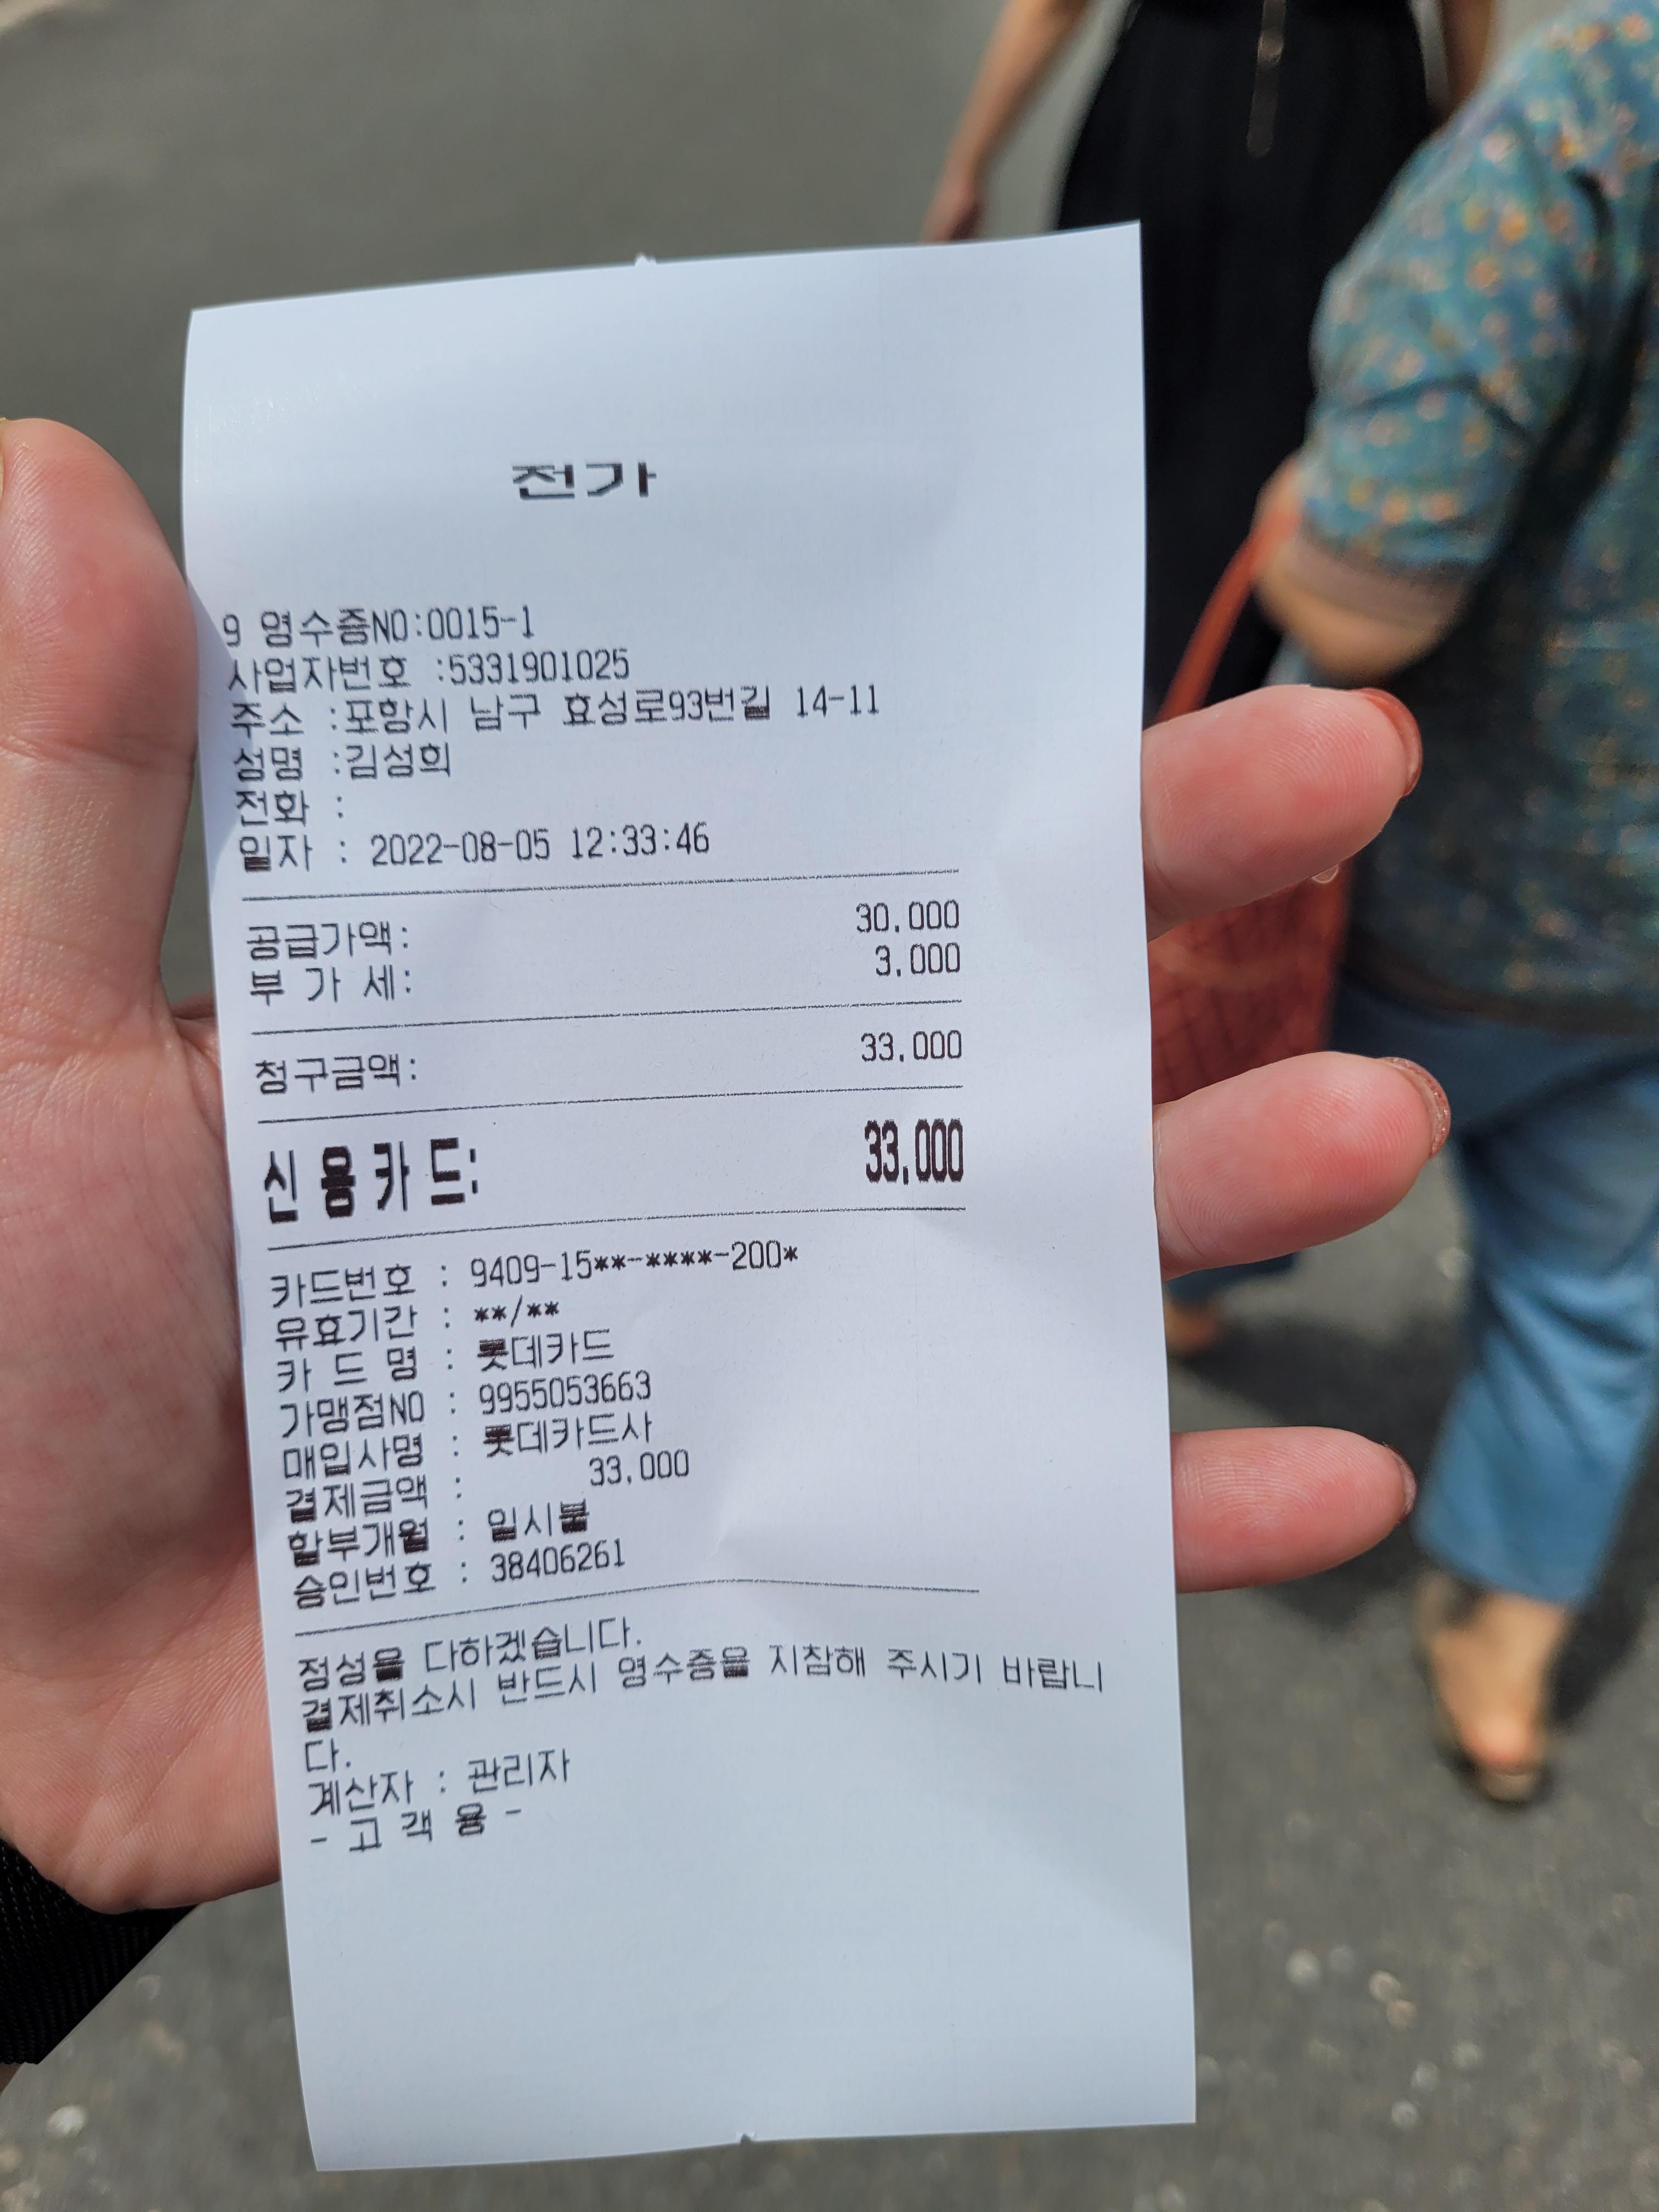 전가
9 영수증NO:0015-1
사업자번호 :5331901025
주소 :포항시 남구 효성로93번길 14-11
성명 :김성희
전화 :
일자 : 2022-08-05 12:33:46
공급가액: 30,000
부 가 세: 3,000
청구금액: 33,000
신용카드: 33,000
카드번호 : 9409-15**-****-200*
유효기간 : **/**
카 드 명 : 롯데카드
가맹점NO : 9955053663
매입사명 : 롯데카드사
결제금액 : 33,000
할부개월 : 일시불
승인번호 : 38406261
정성을 다하겠습니다.
결제취소시 반드시 영수증을 지참해 주시기 바랍니
다.
계산자 : 관리자
- 고 객 용 -